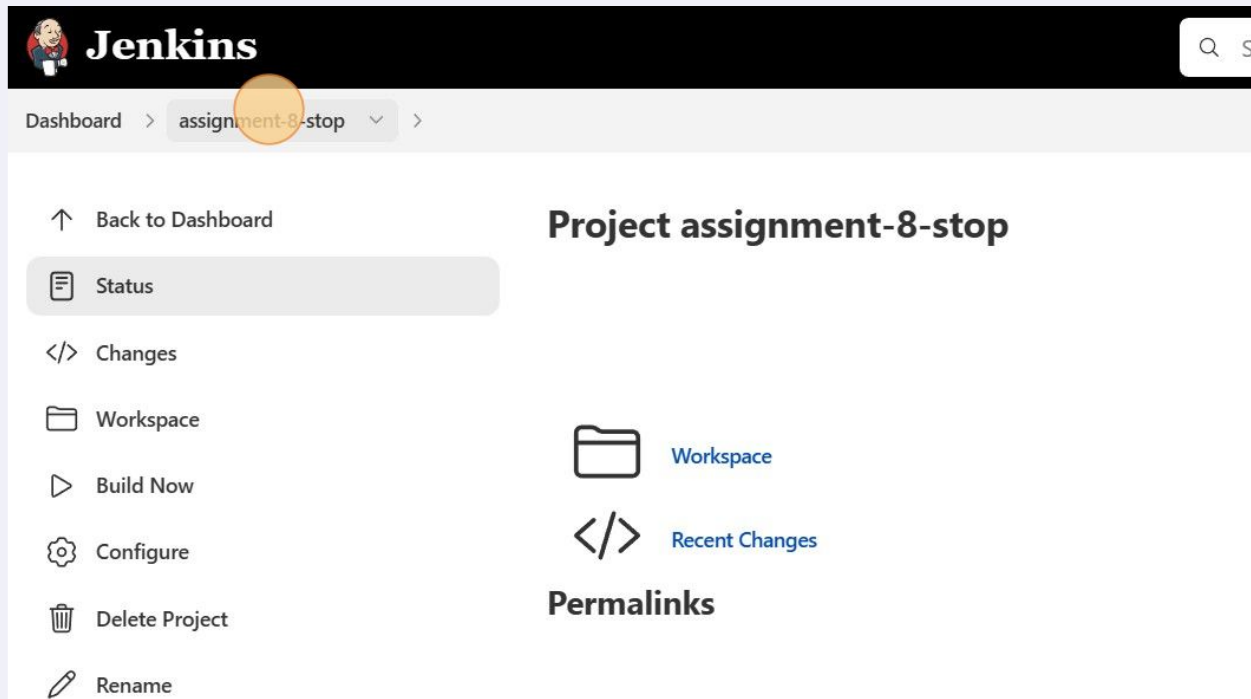 Jenkins
Dashboard > assignment-8-stop >
Back to Dashboard
Project assignment-8-stop
Status
Changes
Workspace
Build Now
Configure
Delete Project
Rename
Workspace
Recent Changes
Permalinks